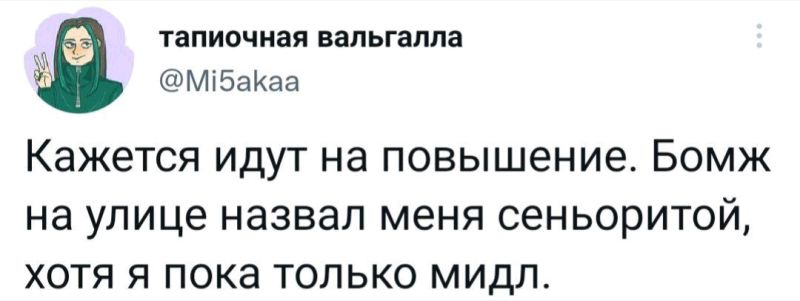 тапиочная вальгалла
@Mi5akaa
Кажется идут на повышение. Бомж
на улице назвал меня сеньоритой,
хотя я пока только мидл.